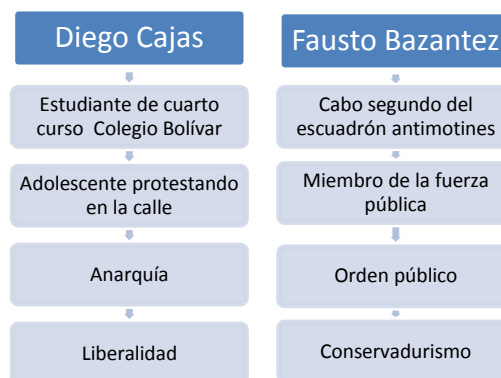 Diego Cajas
Estudiante de cuarto
curso Colegio Bolívar
Adolescente protestando
en la calle
Anarquía
Liberalidad
Fausto Bazantez
Cabo segundo del
escuadrón antimotines
Miembro de la fuerza
pública
Orden público
Conservadurismo